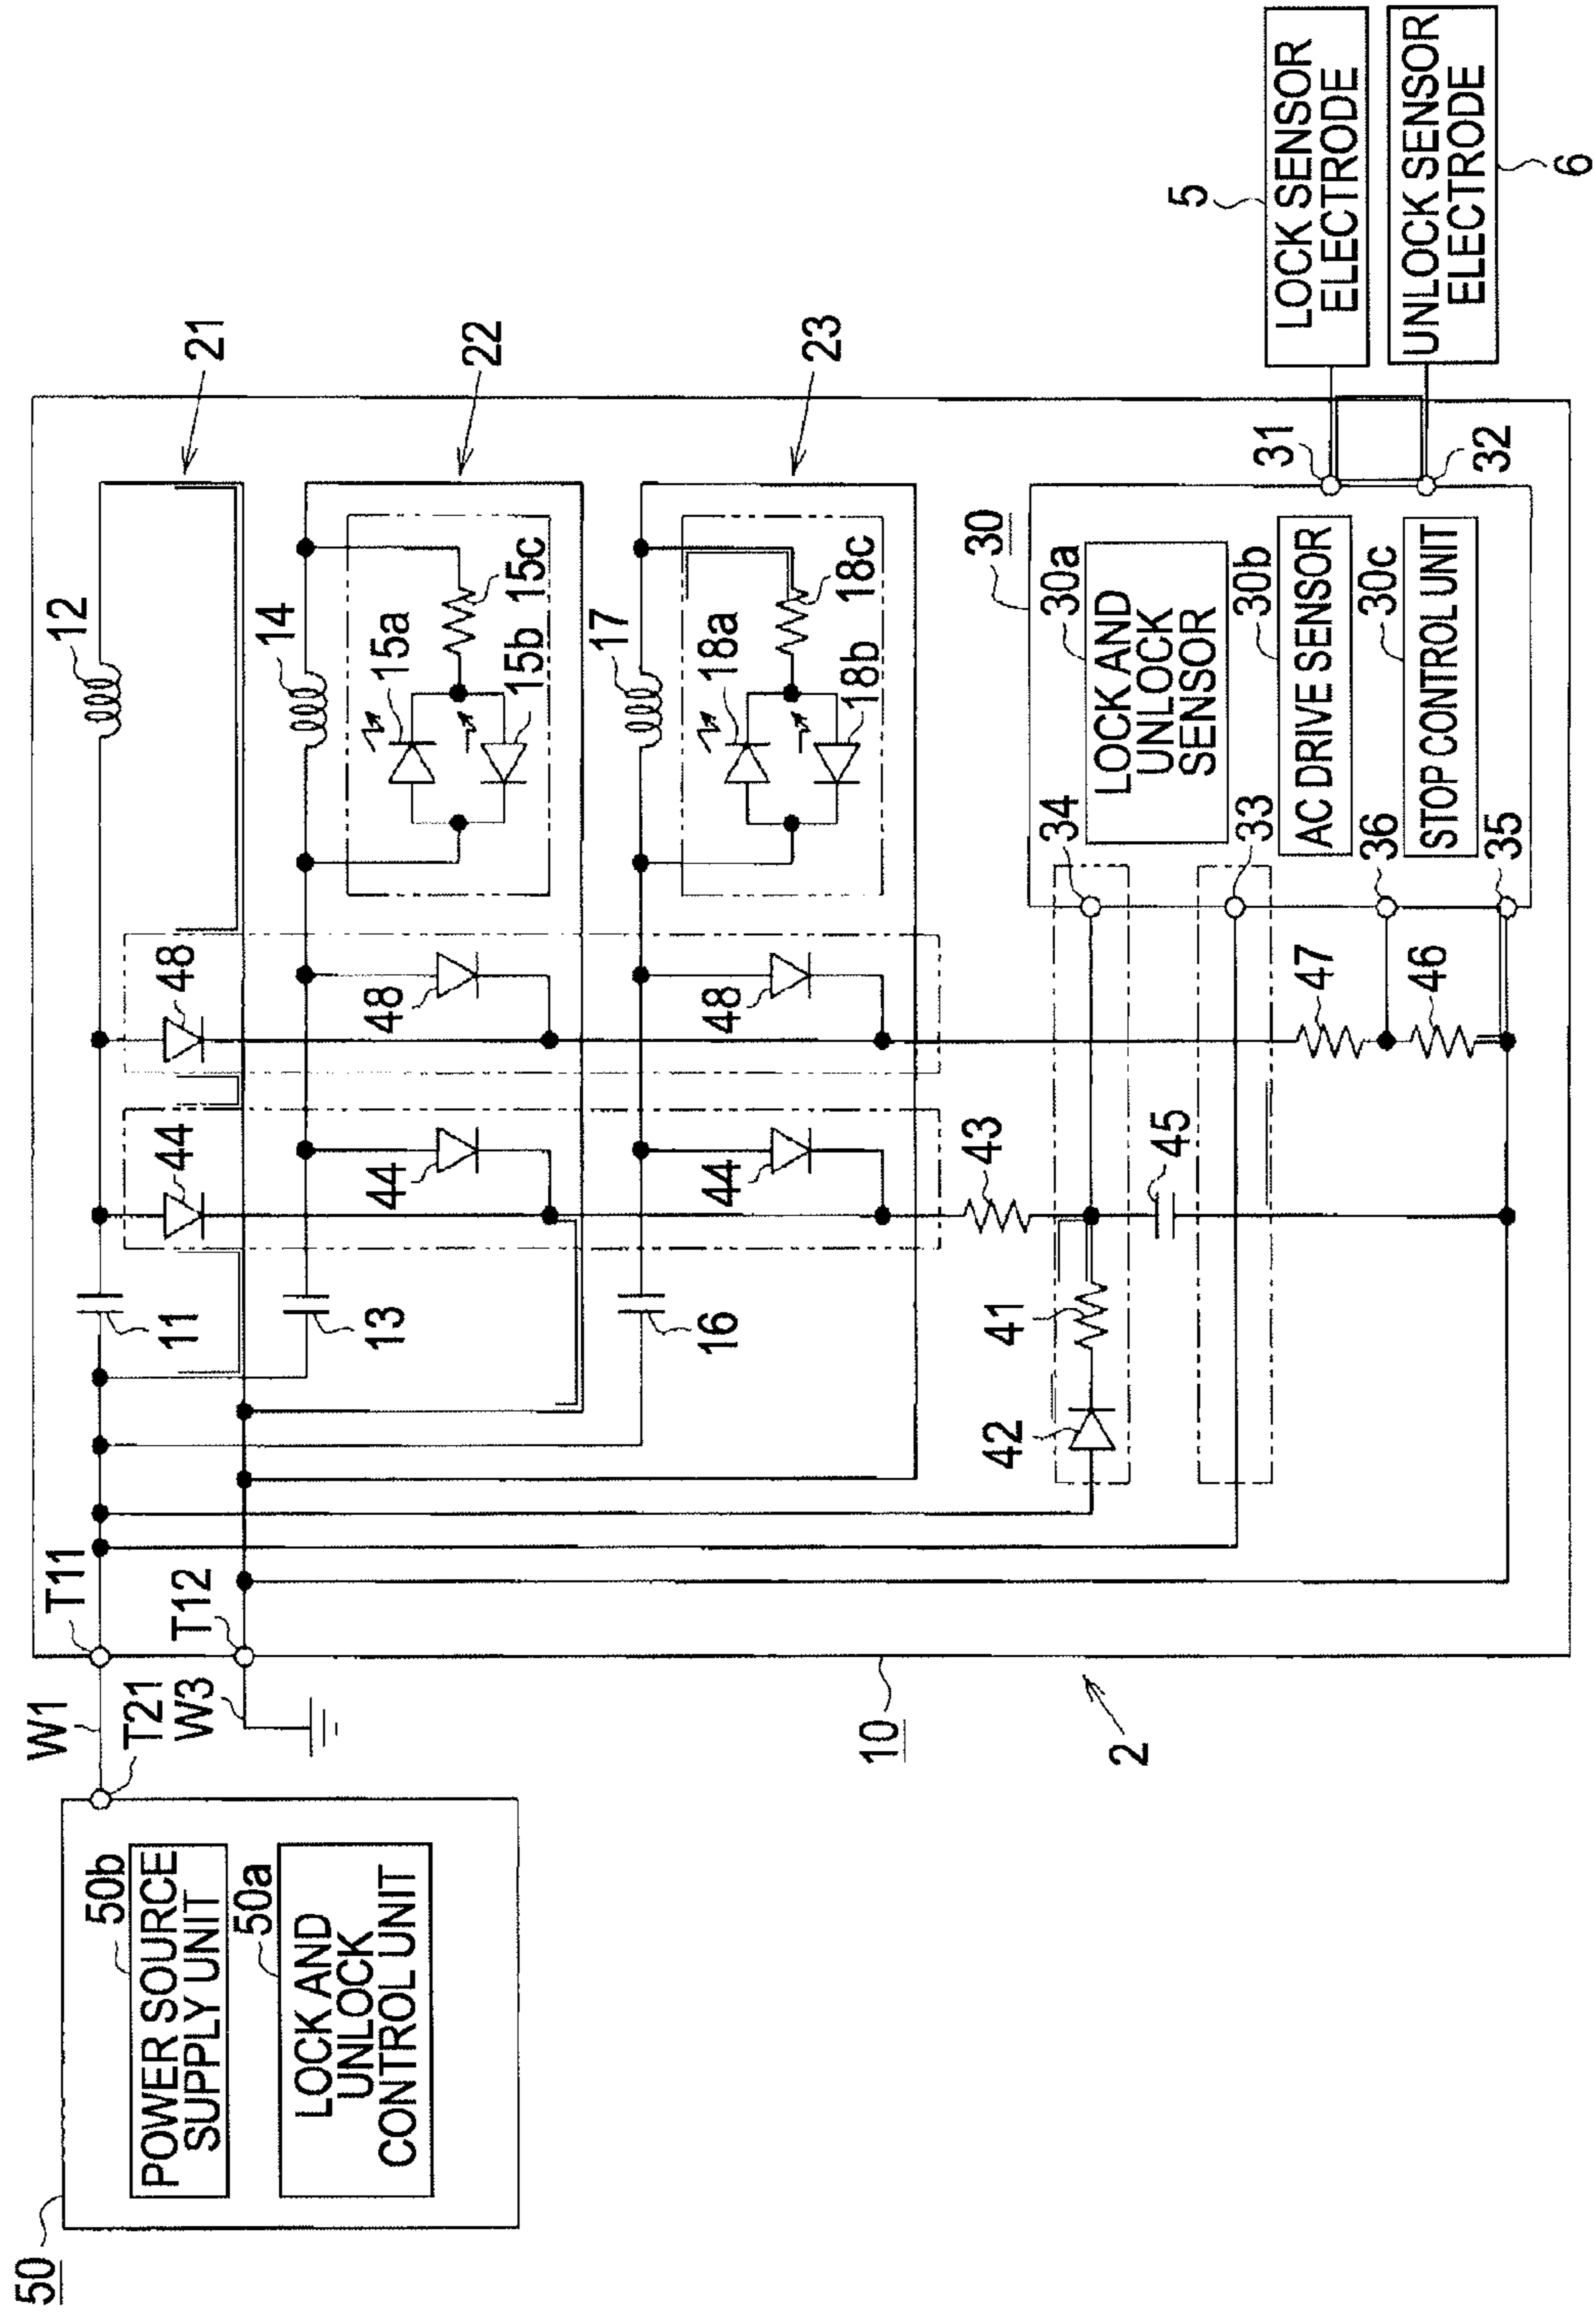 50
50b
POWER SOURCE
SUPPLY UNIT
50a
LOCK AND
UNLOCK
CONTROL UNIT
W1
T21
W3
T11
T12
10
2
11
13
16
44
44
44
48
48
48
12
14
17
15a
15b
15c
18a
18b
18c
21
22
23
42
41
43
45
47
46
34
33
36
35
30
30a
LOCK AND
UNLOCK
SENSOR
30b
AC DRIVE SENSOR
30c
STOP CONTROL UNIT
31
32
5
LOCK SENSOR
ELECTRODE
UNLOCK SENSOR
ELECTRODE
6